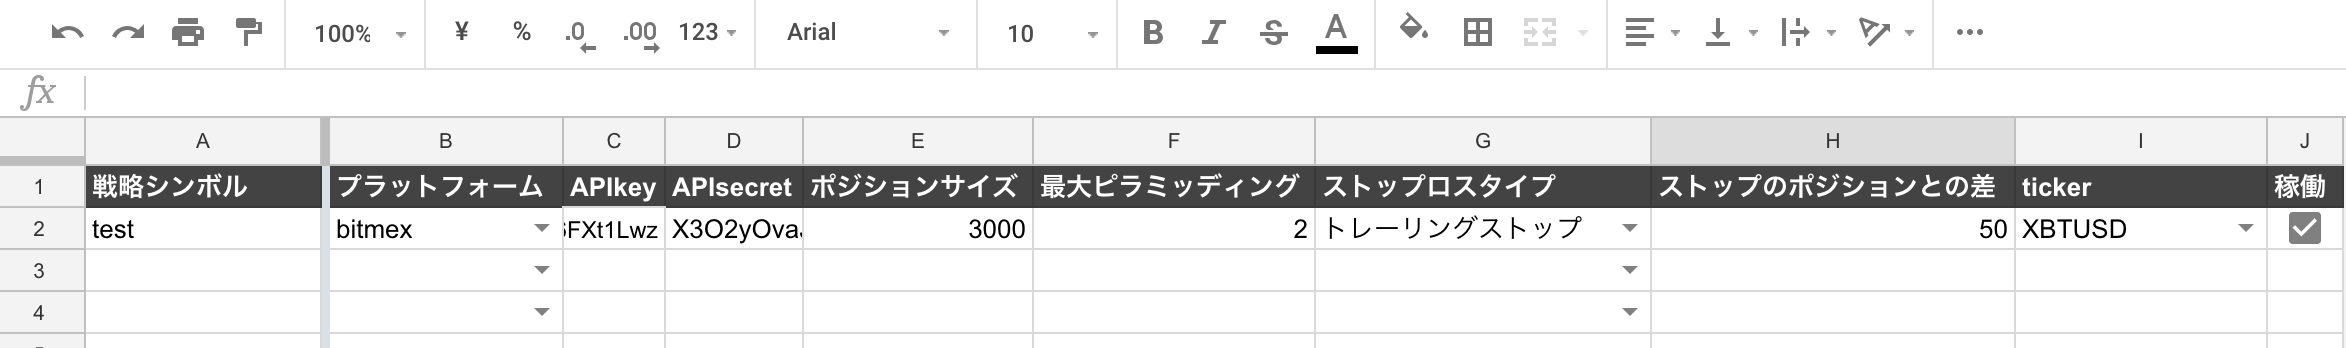 100% ¥ % .0 .00 123 Arial 10 B I S A
fx
A B C D E F G H I J
1 戦略シンボル プラットフォーム APIkey APIsecret ポジションサイズ 最大ピラミッディング ストップロスタイプ ストップのポジションとの差 ticker 稼働
2 test bitmex FXt1Lwz X3O2yOva 3000 2 トレーリングストップ 50 XBTUSD
3
4